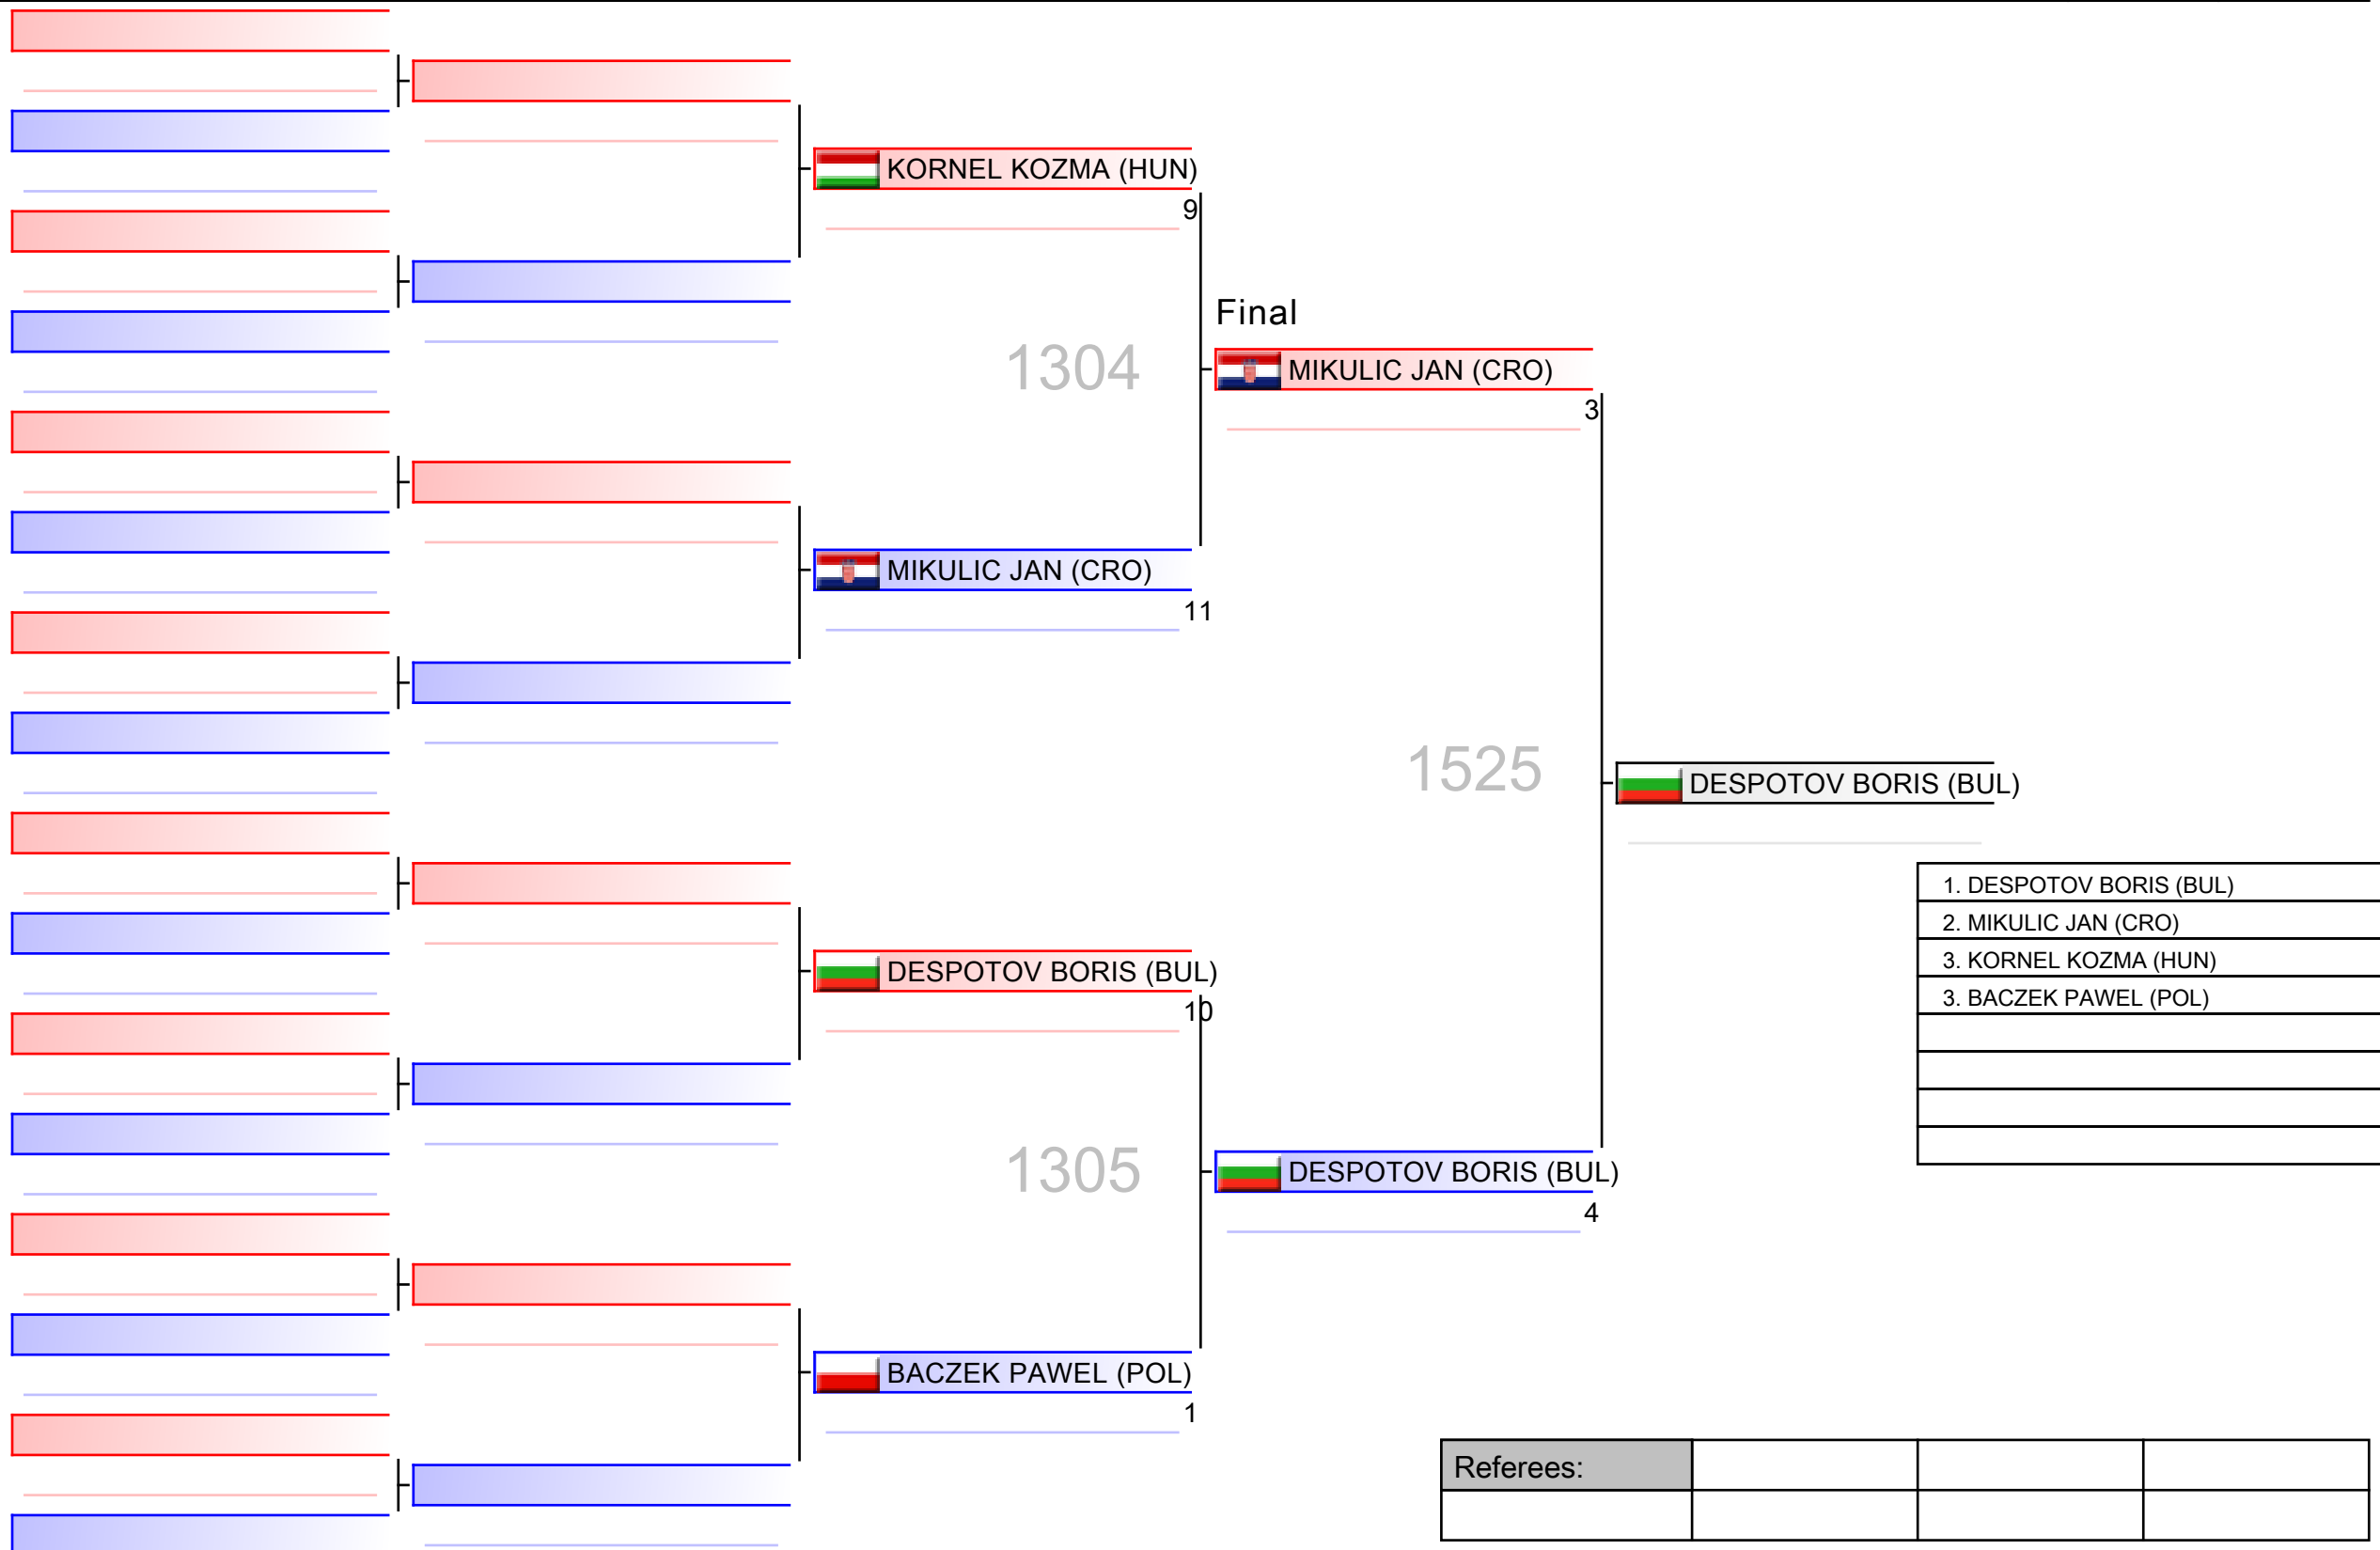 KORNEL KOZMA (HUN)
9
Final
1304
MIKULIC JAN (CRO)
3
MIKULIC JAN (CRO)
11
1525
DESPOTOV BORIS (BUL)
1. DESPOTOV BORIS (BUL)
2. MIKULIC JAN (CRO)
3. KORNEL KOZMA (HUN)
3. BACZEK PAWEL (POL)
DESPOTOV BORIS (BUL)
10
1305
DESPOTOV BORIS (BUL)
4
BACZEK PAWEL (POL)
1
Referees: